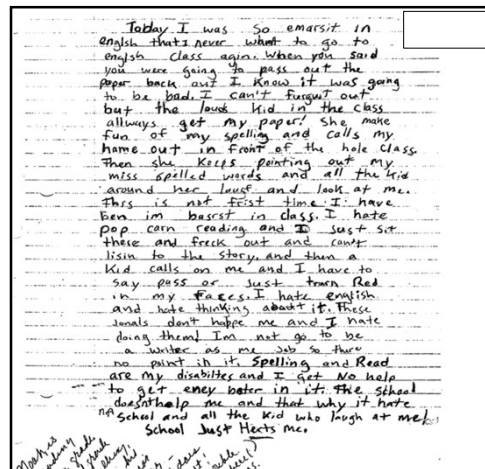 Today I was so emarsit in
english that I never want to go to
english class agin. When you said
you were going to pass out the
paper back out I know it was going
to be bad. I can't furguit out
but the loud kid in the class
allways get my paper! She make
fun of my spelling and calls my
name out in front of the hole class.
Then she keeps pointing out my
miss spelled words and all the kid
around her lauf and look at me.
This is not frist time I have
ben im basrst in class. I hate
pop carn reading and I Just sit
these and freck out and can't
lisin to the story, and then a
kid calls on me and I have to
say pass or Just trarn Red
in my faces. I hate english
and hate thinking about it. These
Jonals don't happe me and I hate
doing them! Im not go to be
a writer as me Job so there
no point in it. Spelling and Read
are my disabiltes and I get No help
to get eney beter in it. The school
doesn't help me and that why it hate
School and all the kid who laugh at me!
School Just Herts me.